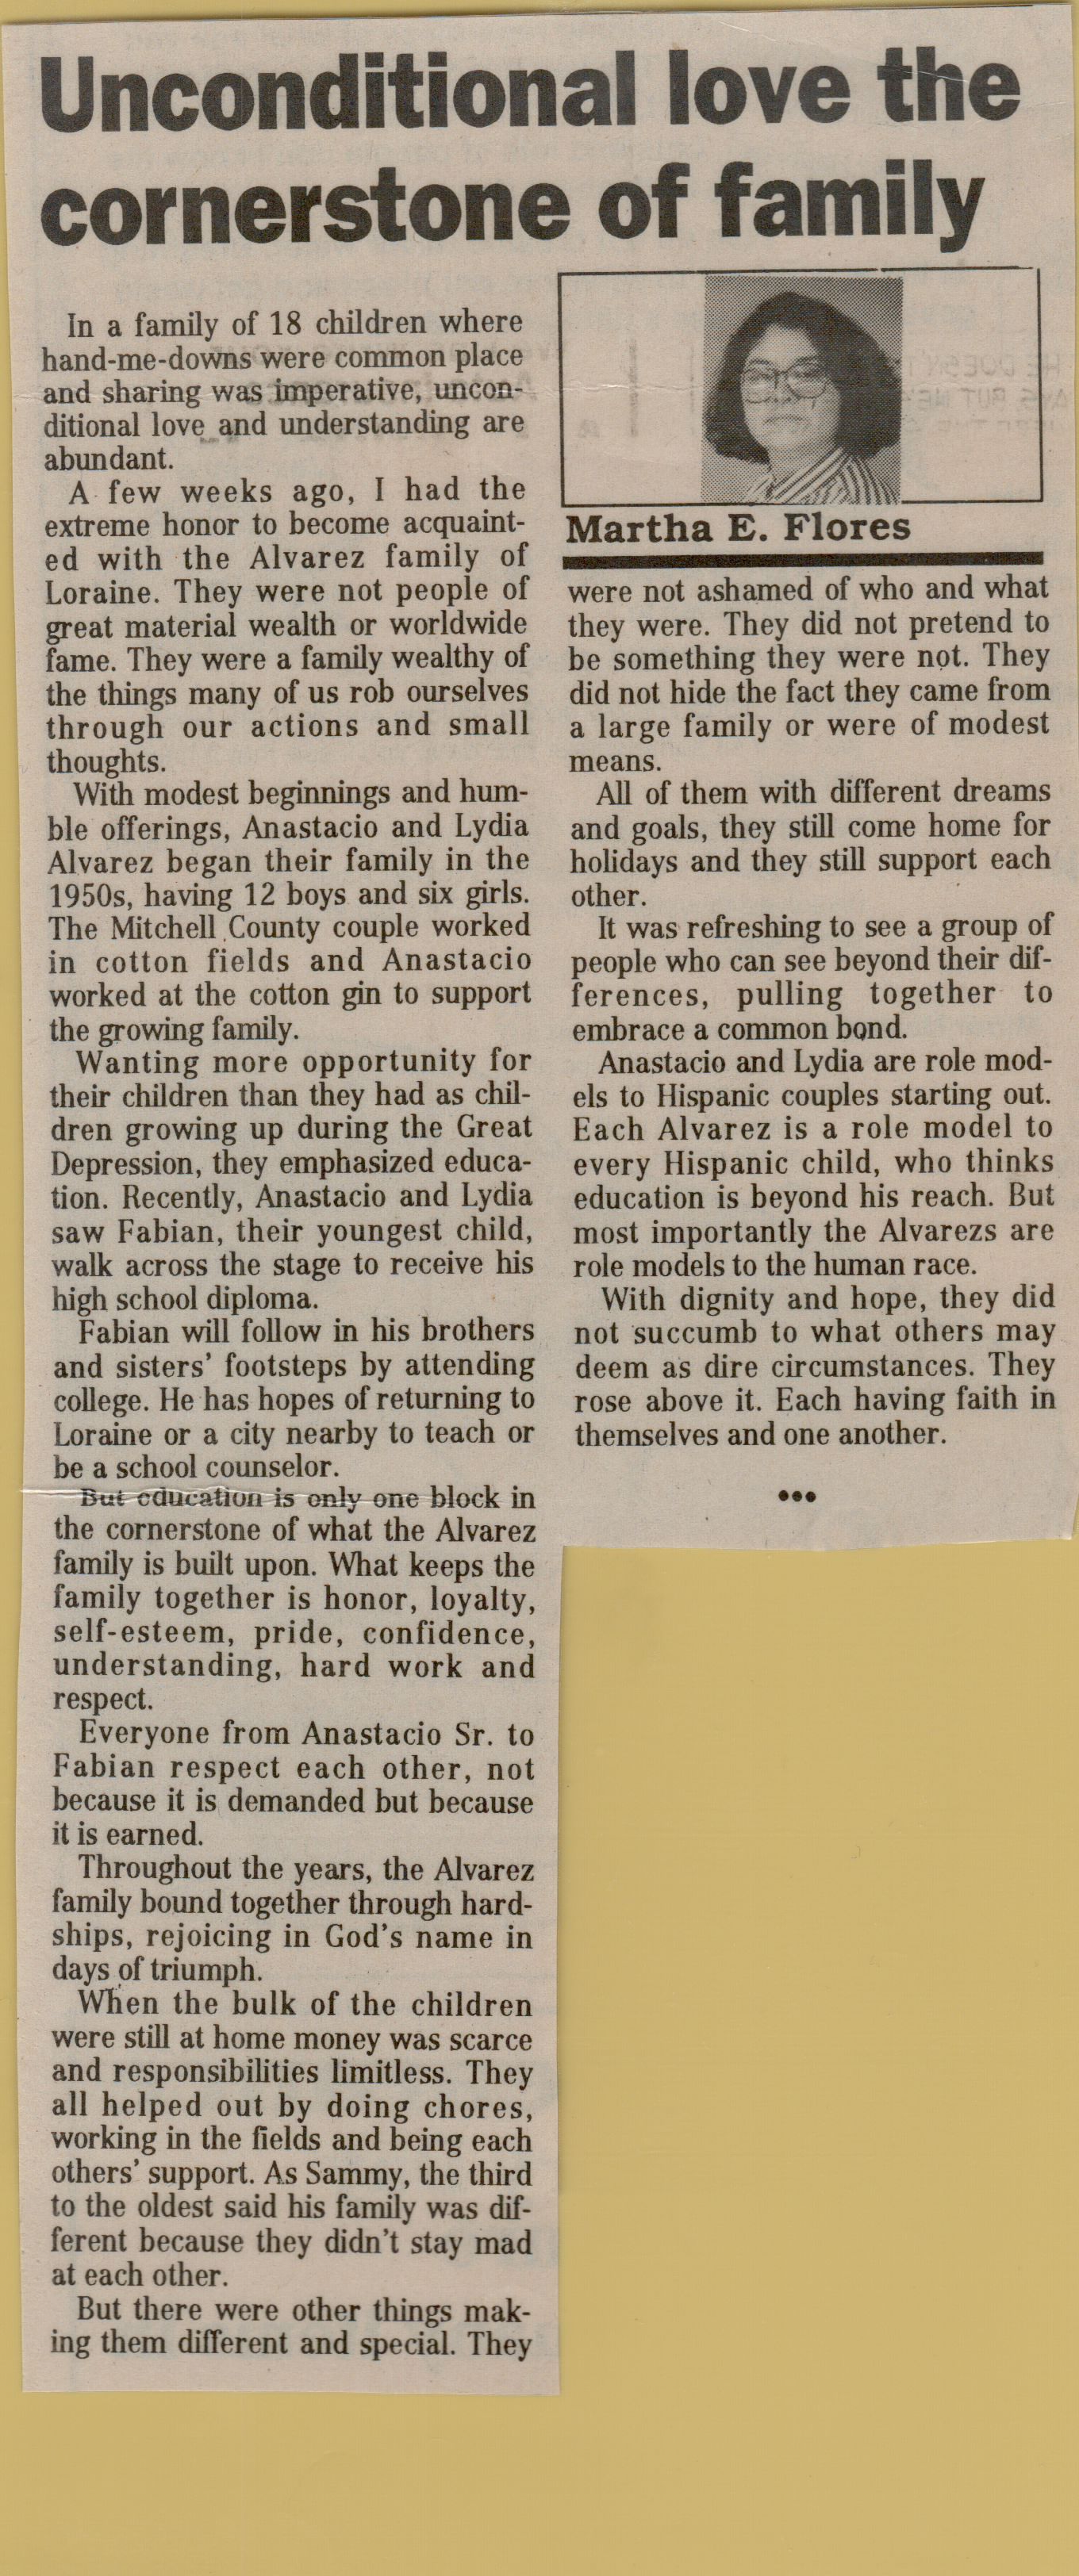 Unconditional love the
cornerstone of family
In a family of 18 children where
hand-me-downs were common place
and sharing was imperative, uncon-
ditional love and understanding are
abundant.
A few weeks ago, I had the
extreme honor to become acquaint-
ed with the Alvarez family of
Loraine. They were not people of
great material wealth or worldwide
fame. They were a family wealthy of
the things many of us rob ourselves
through our actions and small
thoughts.
With modest beginnings and hum-
ble offerings, Anastacio and Lydia
Alvarez began their family in the
1950s, having 12 boys and six girls.
The Mitchell County couple worked
in cotton fields and Anastacio
worked at the cotton gin to support
the growing family.
Wanting more opportunity for
their children than they had as chil-
dren growing up during the Great
Depression, they emphasized educa-
tion. Recently, Anastacio and Lydia
saw Fabian, their youngest child,
walk across the stage to receive his
high school diploma.
Fabian will follow in his brothers
and sisters' footsteps by attending
college. He has hopes of returning to
Loraine or a city nearby to teach or
be a school counselor.
But education is only one block in
the cornerstone of what the Alvarez
family is built upon. What keeps the
family together is honor, loyalty,
self-esteem, pride, confidence,
understanding, hard work and
respect.
Everyone from Anastacio Sr. to
Fabian respect each other, not
because it is demanded but because
it is earned.
Throughout the years, the Alvarez
family bound together through hard-
ships, rejoicing in God's name in
days of triumph.
When the bulk of the children
were still at home money was scarce
and responsibilities limitless. They
all helped out by doing chores,
working in the fields and being each
others' support. As Sammy, the third
to the oldest said his family was dif-
ferent because they didn't stay mad
at each other.
But there were other things mak-
ing them different and special. They
Martha E. Flores
were not ashamed of who and what
they were. They did not pretend to
be something they were not. They
did not hide the fact they came from
a large family or were of modest
means.
All of them with different dreams
and goals, they still come home for
holidays and they still support each
other.
It was refreshing to see a group of
people who can see beyond their dif-
ferences, pulling together to
embrace a common bond.
Anastacio and Lydia are role mod-
els to Hispanic couples starting out.
Each Alvarez is a role model to
every Hispanic child, who thinks
education is beyond his reach. But
most importantly the Alvarezs are
role models to the human race.
With dignity and hope, they did
not succumb to what others may
deem as dire circumstances. They
rose above it. Each having faith in
themselves and one another.
•••